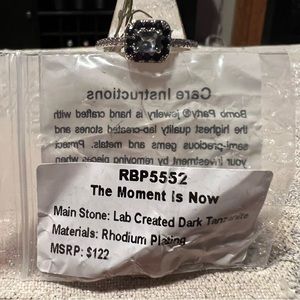 Care Instructions
Bomb Party® jewelry is hand crafted with
the highest quality lab-created stones and
semi-precious gems and metals.
your investment by removing pieces when
RBP5552
The Moment Is Now
Main Stone: Lab Created Dark Tanzanite
Materials: Rhodium Plating
MSRP: $122